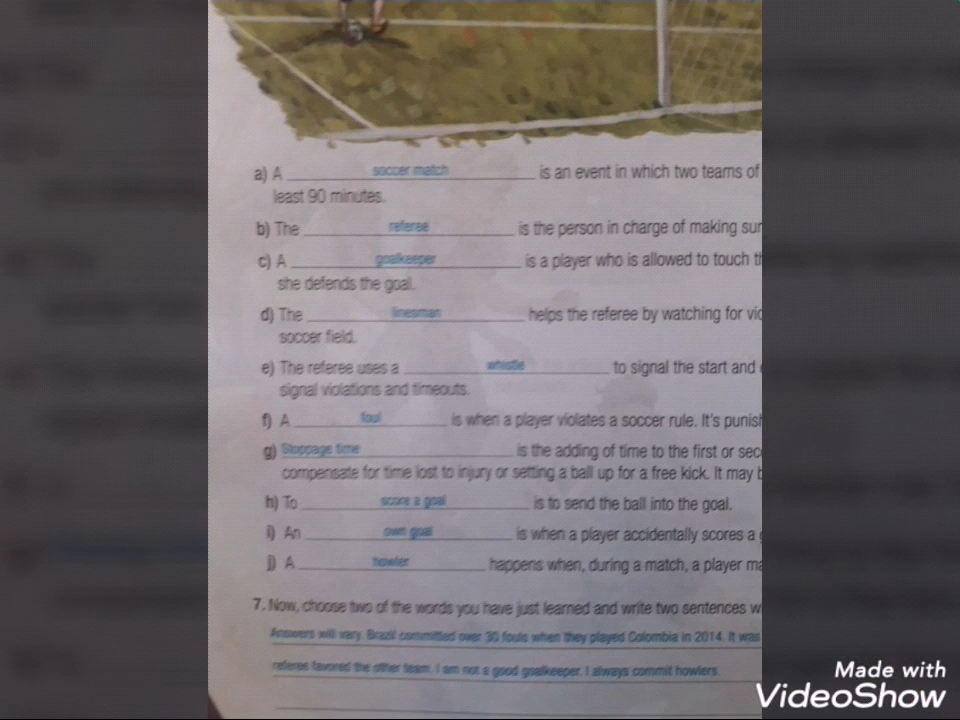 a) A soccer match is an event in which two teams of
least 90 minutes.
b) The referee is the person in charge of making sur
c) A goalkeeper is a player who is allowed to touch th
she defends the goal.
d) The linesman helps the referee by watching for vio
soccer field.
e) The referee uses a whistle to signal the start and
signal violations and timeouts.
f) A foul is when a player violates a soccer rule. It's punish
g) Stoppage time is the adding of time to the first or sec
compensate for time lost to injury or setting a ball up for a free kick. It may b
h) To score a goal is to send the ball into the goal.
i) An own goal is when a player accidentally scores a
j) A howler happens when, during a match, a player ma
7. Now, choose two of the words you have just learned and write two sentences w
Answers will vary. Brazil committed over 30 fouls when they played Colombia in 2014. It was
referee favored the other team. I am not a good goalkeeper. I always commit howlers.
Made with
VideoShow